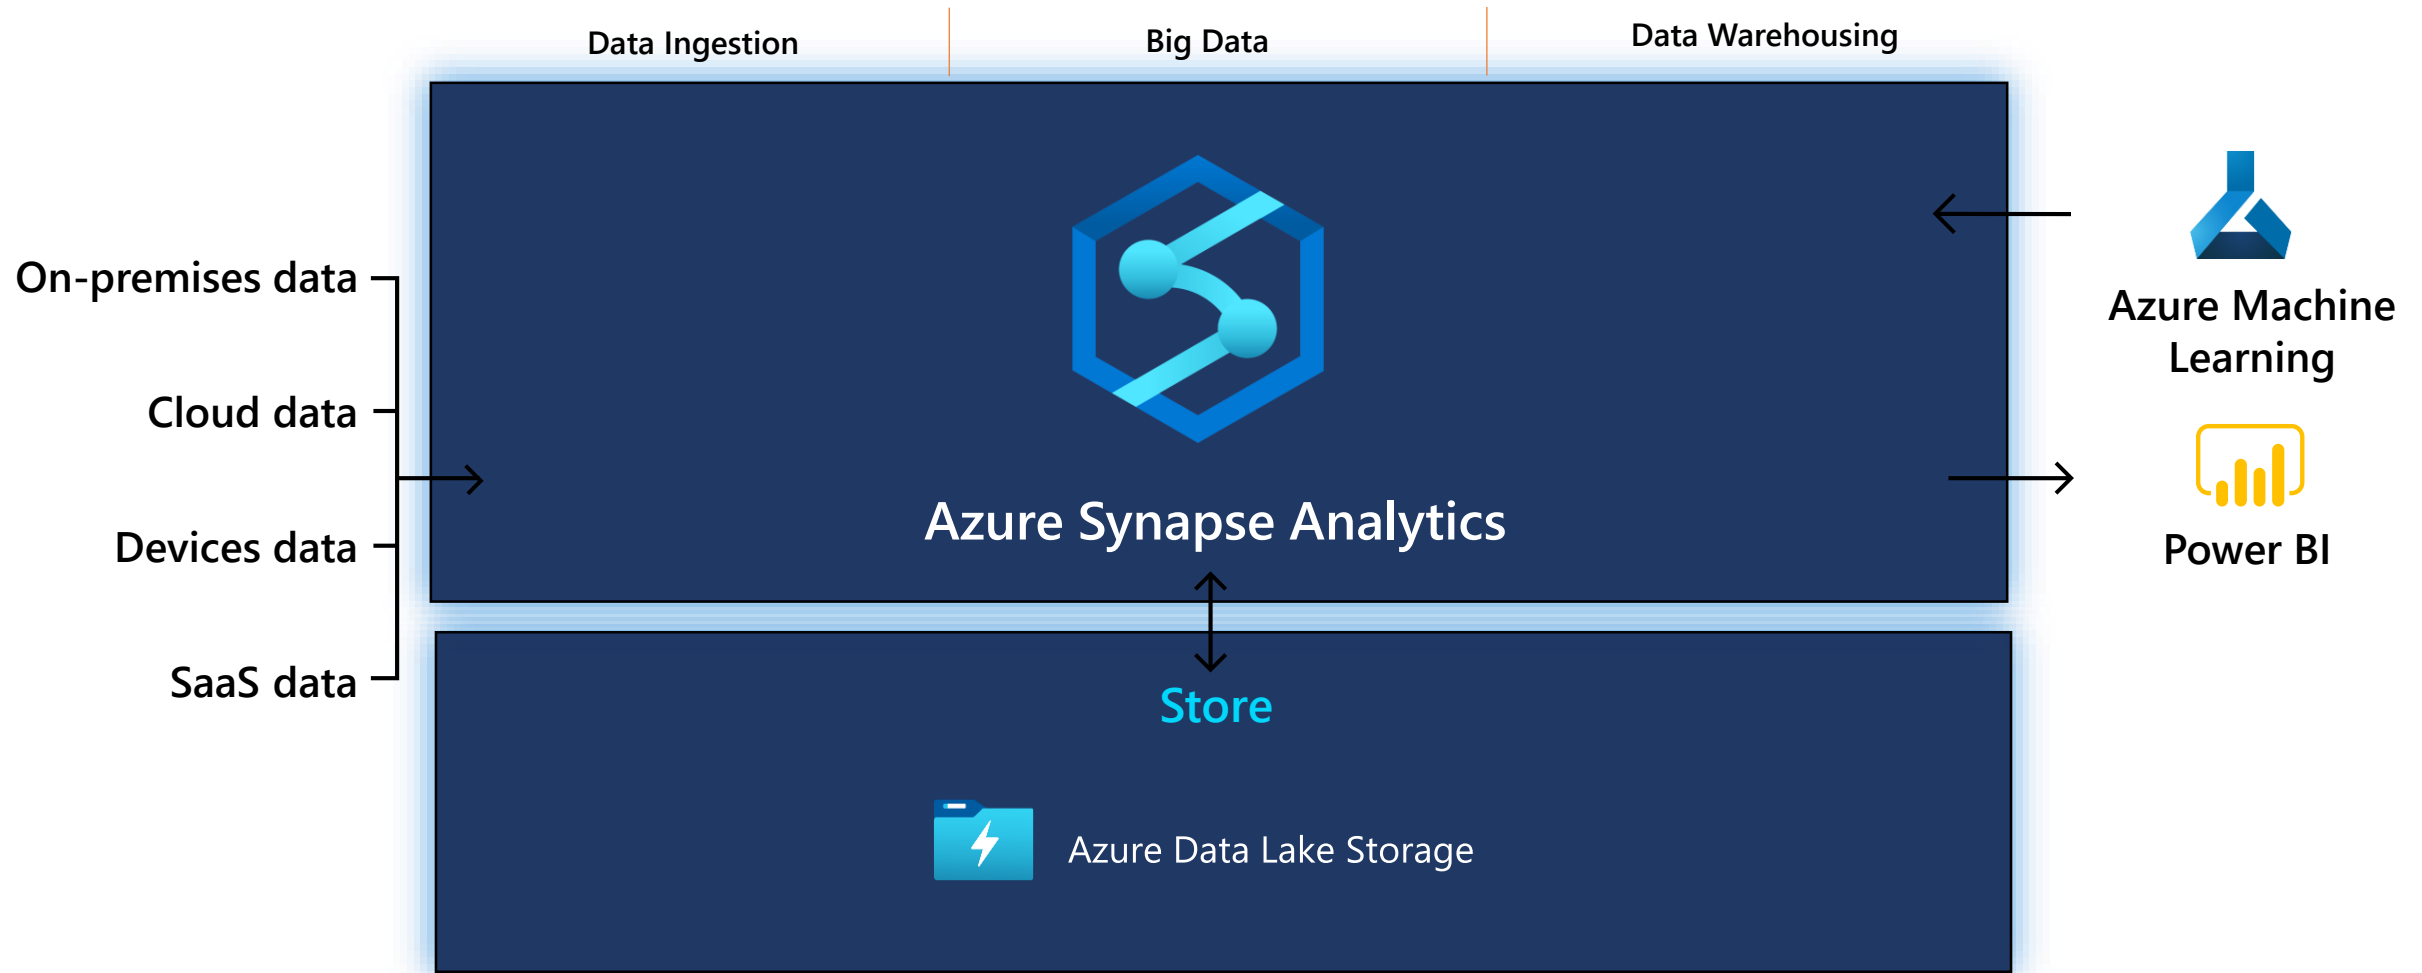 Data Ingestion
Big Data
Data Warehousing
On-premises data
Cloud data
Devices data
SaaS data
Azure Synapse Analytics
Azure Machine
Learning
Power BI
Store
Azure Data Lake Storage